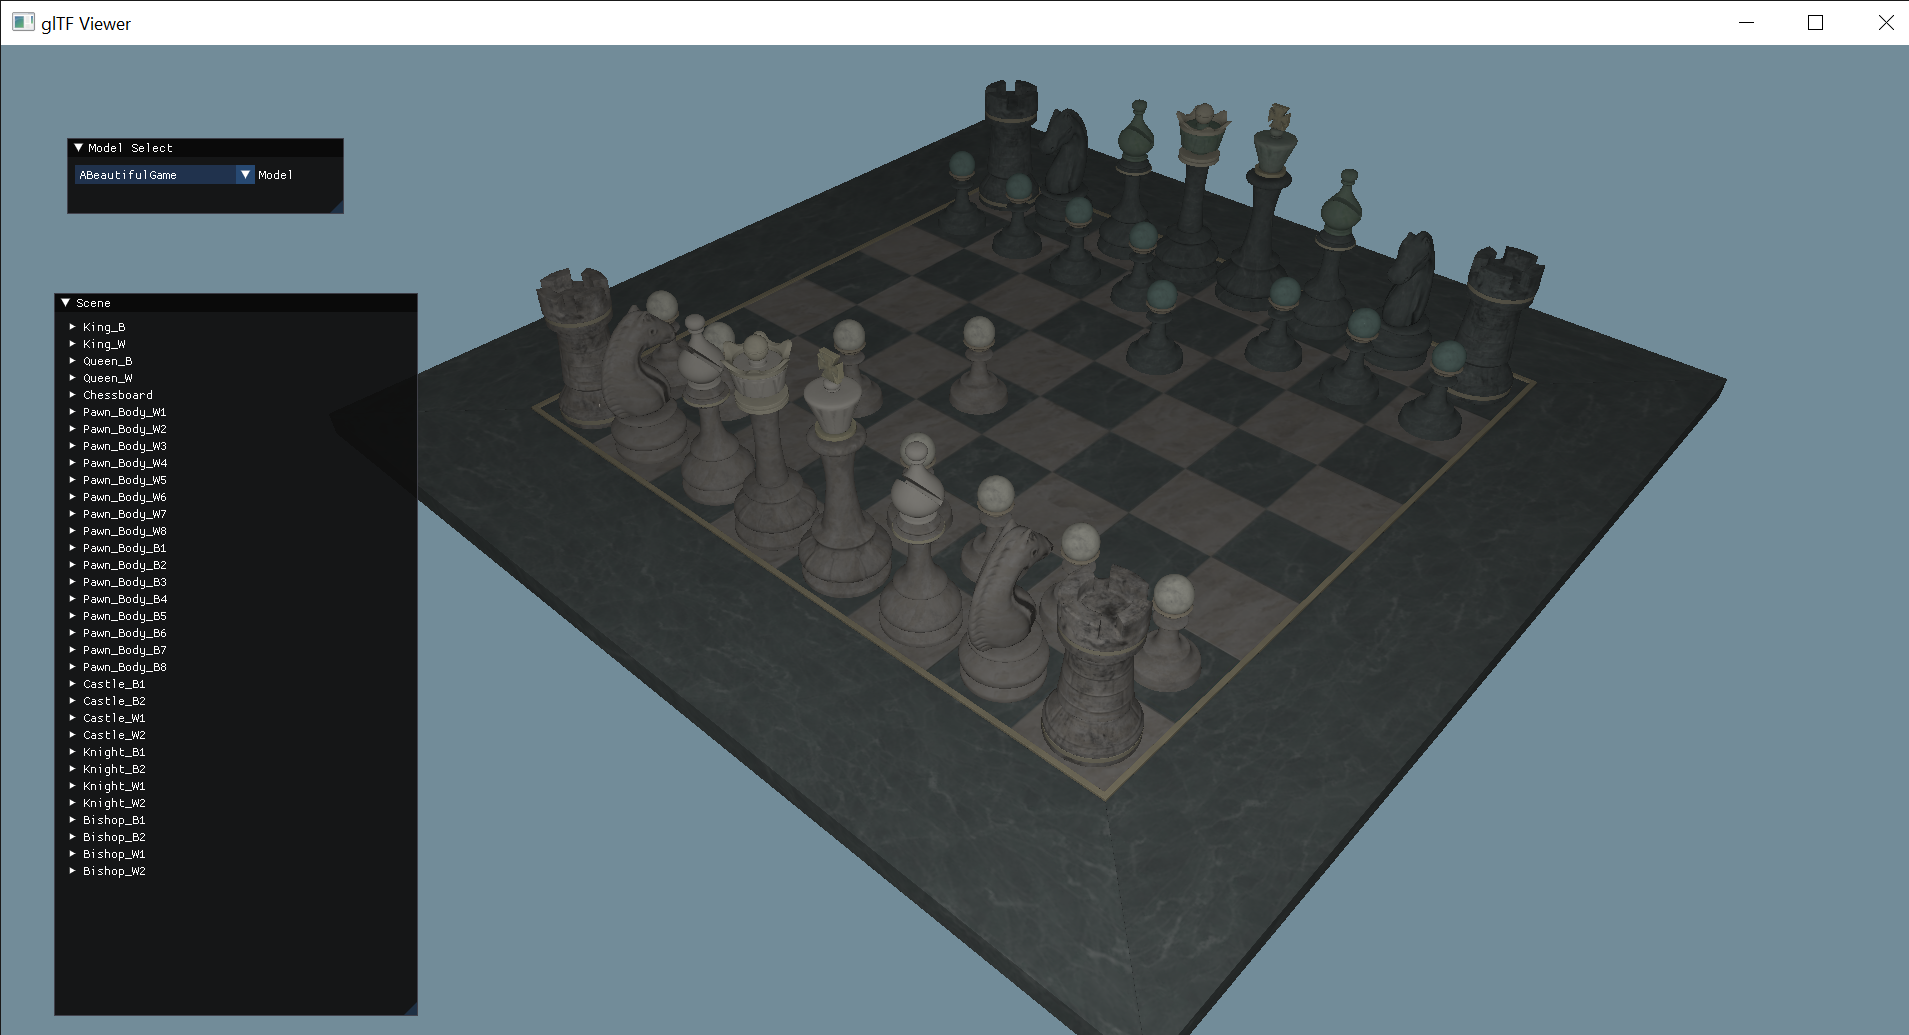 glTF Viewer
Model Select
ABeautifulGame Model
Scene
King_B
King_W
Queen_B
Queen_W
Chessboard
Pawn_Body_W1
Pawn_Body_W2
Pawn_Body_W3
Pawn_Body_W4
Pawn_Body_W5
Pawn_Body_W6
Pawn_Body_W7
Pawn_Body_W8
Pawn_Body_B1
Pawn_Body_B2
Pawn_Body_B3
Pawn_Body_B4
Pawn_Body_B5
Pawn_Body_B6
Pawn_Body_B7
Pawn_Body_B8
Castle_B1
Castle_B2
Castle_W1
Castle_W2
Knight_B1
Knight_B2
Knight_W1
Knight_W2
Bishop_B1
Bishop_B2
Bishop_W1
Bishop_W2